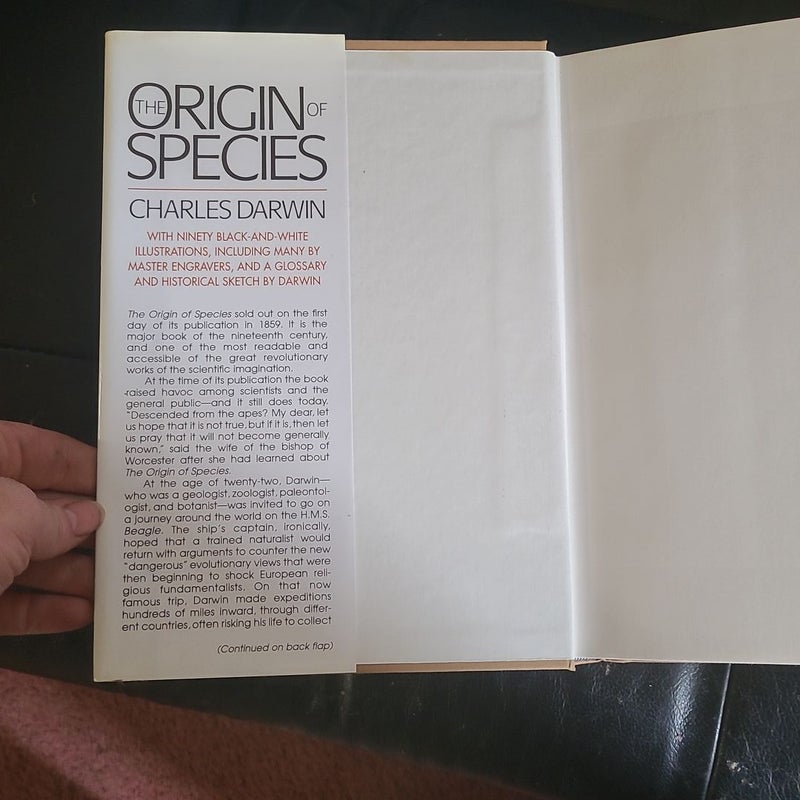 THE ORIGIN OF
SPECIES
CHARLES DARWIN
WITH NINETY BLACK-AND-WHITE
ILLUSTRATIONS, INCLUDING MANY BY
MASTER ENGRAVERS, AND A GLOSSARY
AND HISTORICAL SKETCH BY DARWIN
The Origin of Species sold out on the first
day of its publication in 1859. It is the
major book of the nineteenth century,
and one of the most readable and
accessible of the great revolutionary
works of the scientific imagination.
At the time of its publication the book
raised havoc among scientists and the
general public—and it still does today.
"Descended from the apes? My dear, let
us hope that it is not true, but if it is, then let
us pray that it will not become generally
known," said the wife of the bishop of
Worcester after she had learned about
The Origin of Species.
At the age of twenty-two, Darwin—
who was a geologist, zoologist, paleontol-
ogist, and botanist—was invited to go on
a journey around the world on the H.M.S.
Beagle. The ship's captain, ironically,
hoped that a trained naturalist would
return with arguments to counter the new
"dangerous" evolutionary views that were
then beginning to shock European reli-
gious fundamentalists. On that now
famous trip, Darwin made expeditions
hundreds of miles inward, through differ-
ent countries, often risking his life to collect
(Continued on back flap)